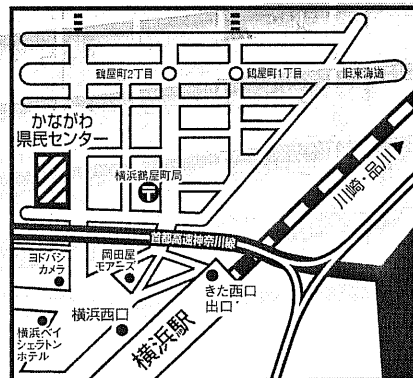 鶴屋町2丁目
鶴屋町1丁目
旧東海道
かながわ
県民センター
横浜鶴屋町局
川崎・品川
首都高速神奈川線
ヨドバシ
カメラ
岡田屋
モアーズ
きた西口
出口
横浜西口
横浜駅
横浜ベイ
シェラトン
ホテル